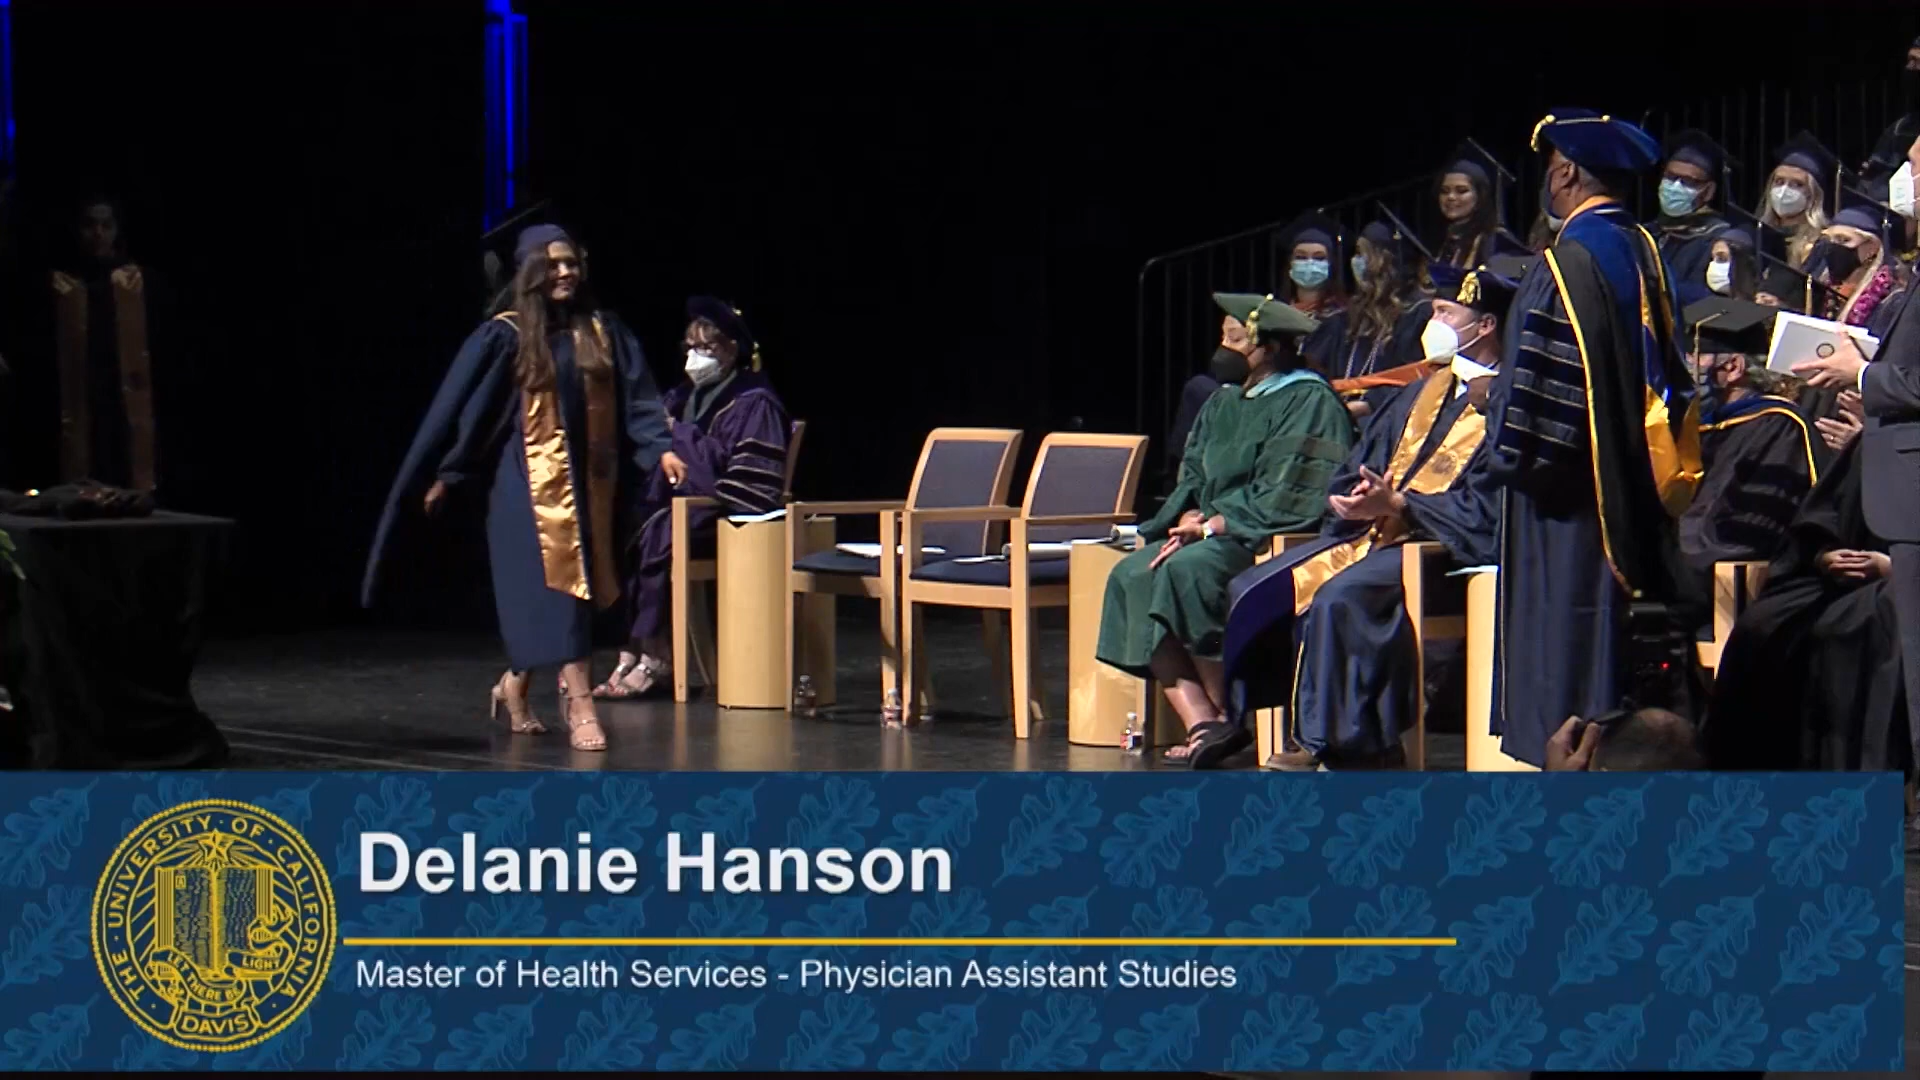 Delanie Hanson
Master of Health Services - Physician Assistant Studies
THE · UNIVERSITY · OF · CALIFORNIA
LET THERE BE LIGHT
DAVIS